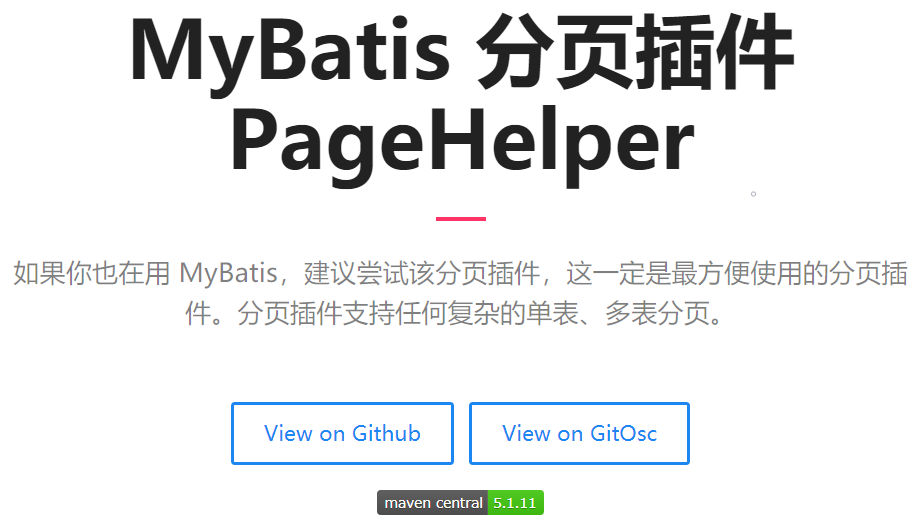 MyBatis 分页插件
PageHelper
。
如果你也在用 MyBatis，建议尝试该分页插件，这一定是最方便使用的分页插
件。分页插件支持任何复杂的单表、多表分页。
View on Github
View on GitOsc
maven central 5.1.11